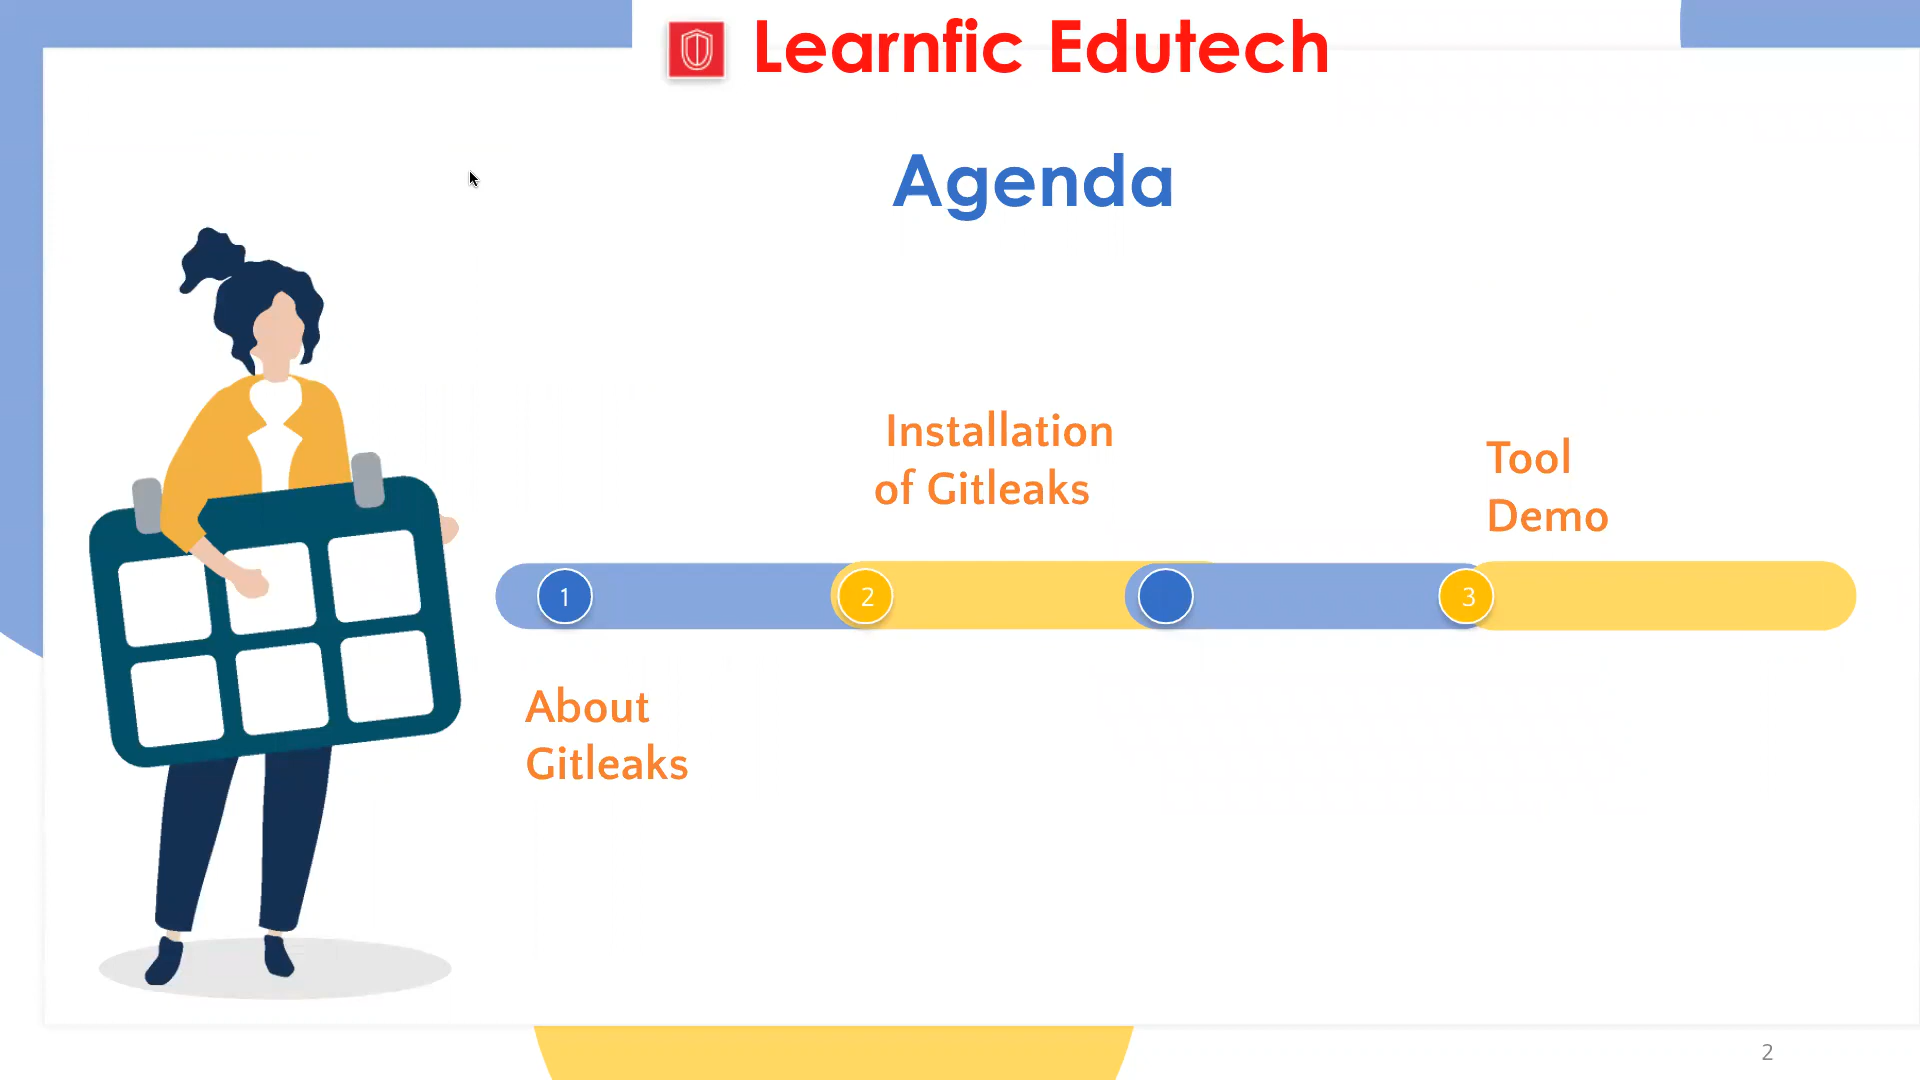 Learnfic Edutech
Agenda
Installation
of Gitleaks
Tool
Demo
1
2
3
About
Gitleaks
2